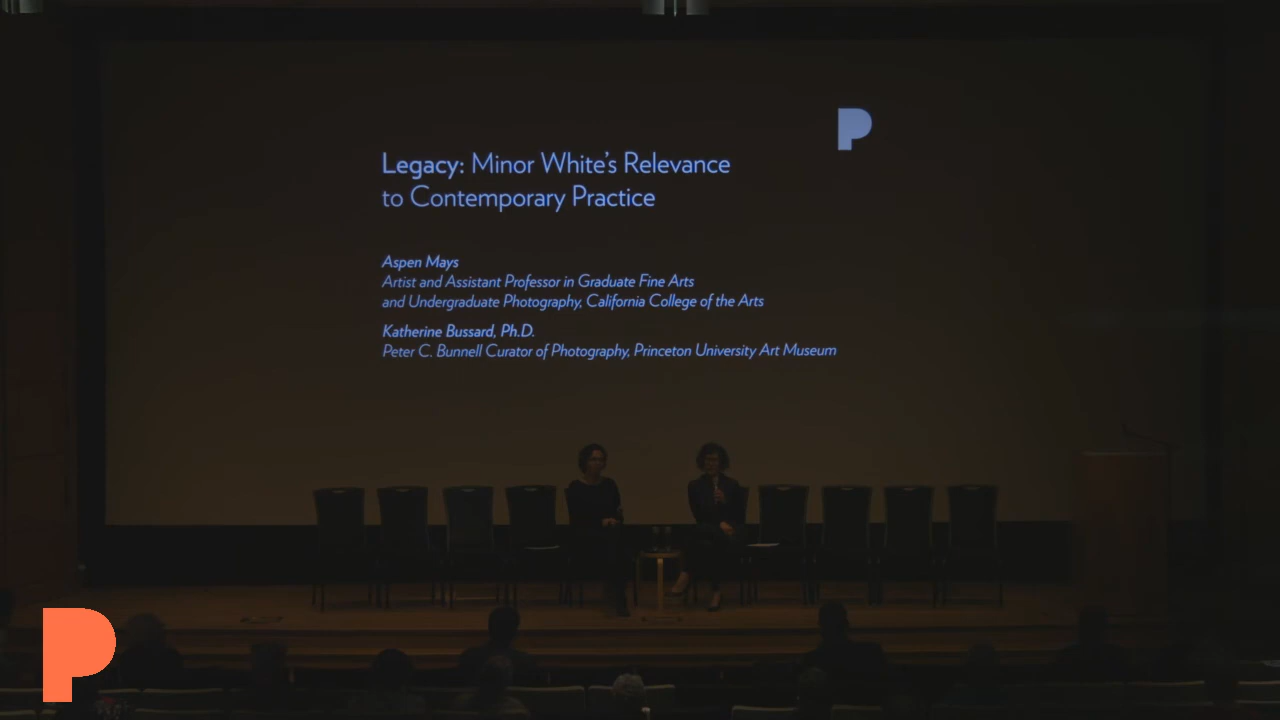 P
Legacy: Minor White's Relevance
to Contemporary Practice
Aspen Mays
Artist and Assistant Professor in Graduate Fine Arts
and Undergraduate Photography, California College of the Arts
Katherine Bussard, Ph.D.
Peter C. Bunnell Curator of Photography, Princeton University Art Museum
P